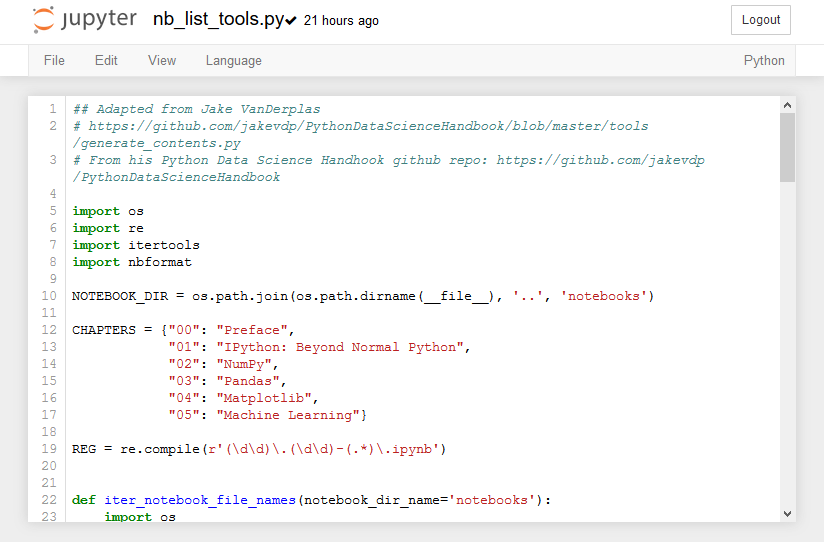 jupyter nb_list_tools.py✔ 21 hours ago Logout
File Edit View Language Python
1 ## Adapted from Jake VanDerplas
2 # https://github.com/jakevdp/PythonDataScienceHandbook/blob/master/tools
/generate_contents.py
3 # From his Python Data Science Handhook github repo: https://github.com/jakevdp
/PythonDataScienceHandbook
4
5 import os
6 import re
7 import itertools
8 import nbformat
9
10 NOTEBOOK_DIR = os.path.join(os.path.dirname(__file__), '..', 'notebooks')
11
12 CHAPTERS = {"00": "Preface",
13             "01": "IPython: Beyond Normal Python",
14             "02": "NumPy",
15             "03": "Pandas",
16             "04": "Matplotlib",
17             "05": "Machine Learning"}
18
19 REG = re.compile(r'(\d\d)\.(\d\d)-(.*)\.ipynb')
20
21
22 def iter_notebook_file_names(notebook_dir_name='notebooks'):
23     import os